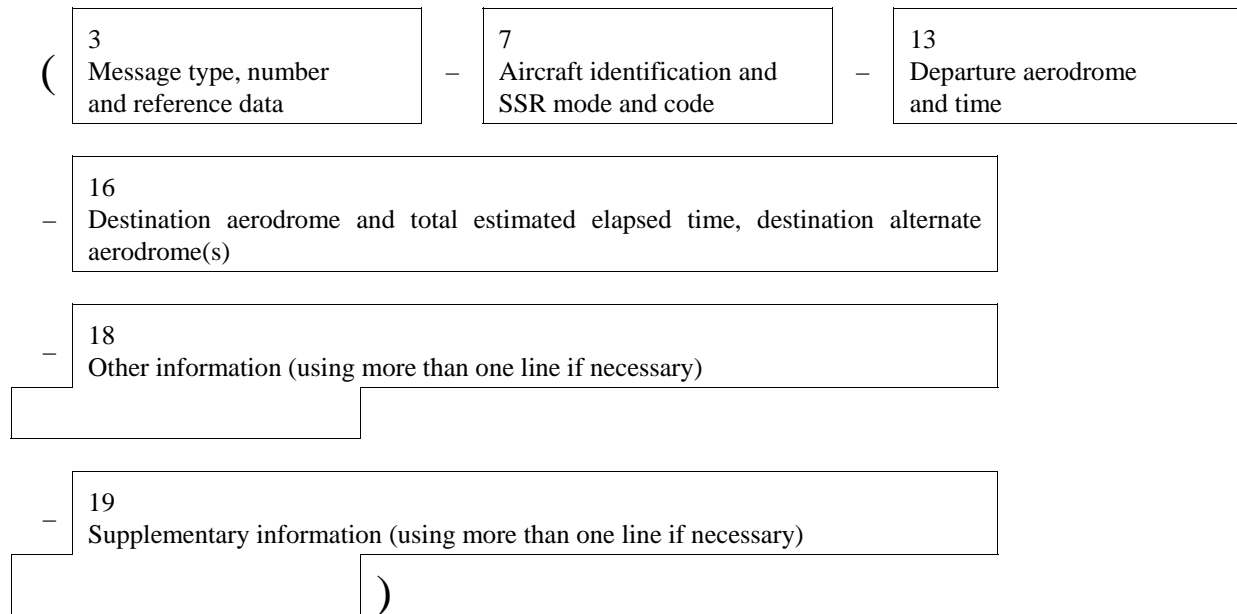 3 7 13
( Message type, number – Aircraft identification and – Departure aerodrome
and reference data SSR mode and code and time
16
– Destination aerodrome and total estimated elapsed time, destination alternate
aerodrome(s)
18
– Other information (using more than one line if necessary)
19
– Supplementary information (using more than one line if necessary)
)